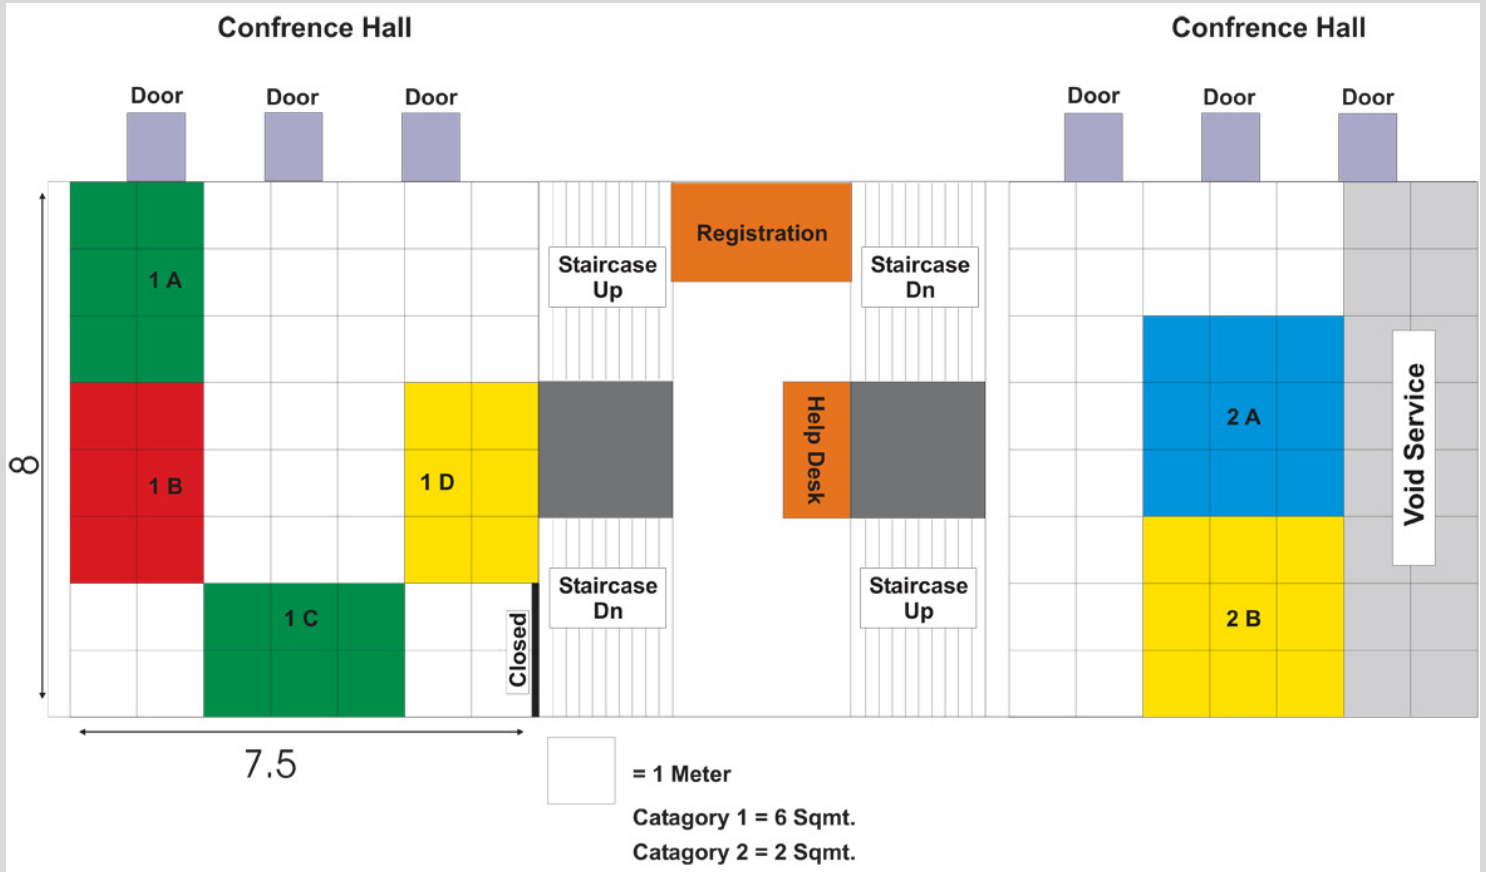 Confrence Hall
Confrence Hall
Door
Door
Door
Door
Door
Door
Registration
Staircase
Up
Staircase
Dn
1 A
Help Desk
Void Service
2 A
8
1 B
1 D
Staircase
Dn
Staircase
Up
1 C
Closed
2 B
7.5
= 1 Meter
Catagory 1 = 6 Sqmt.
Catagory 2 = 2 Sqmt.